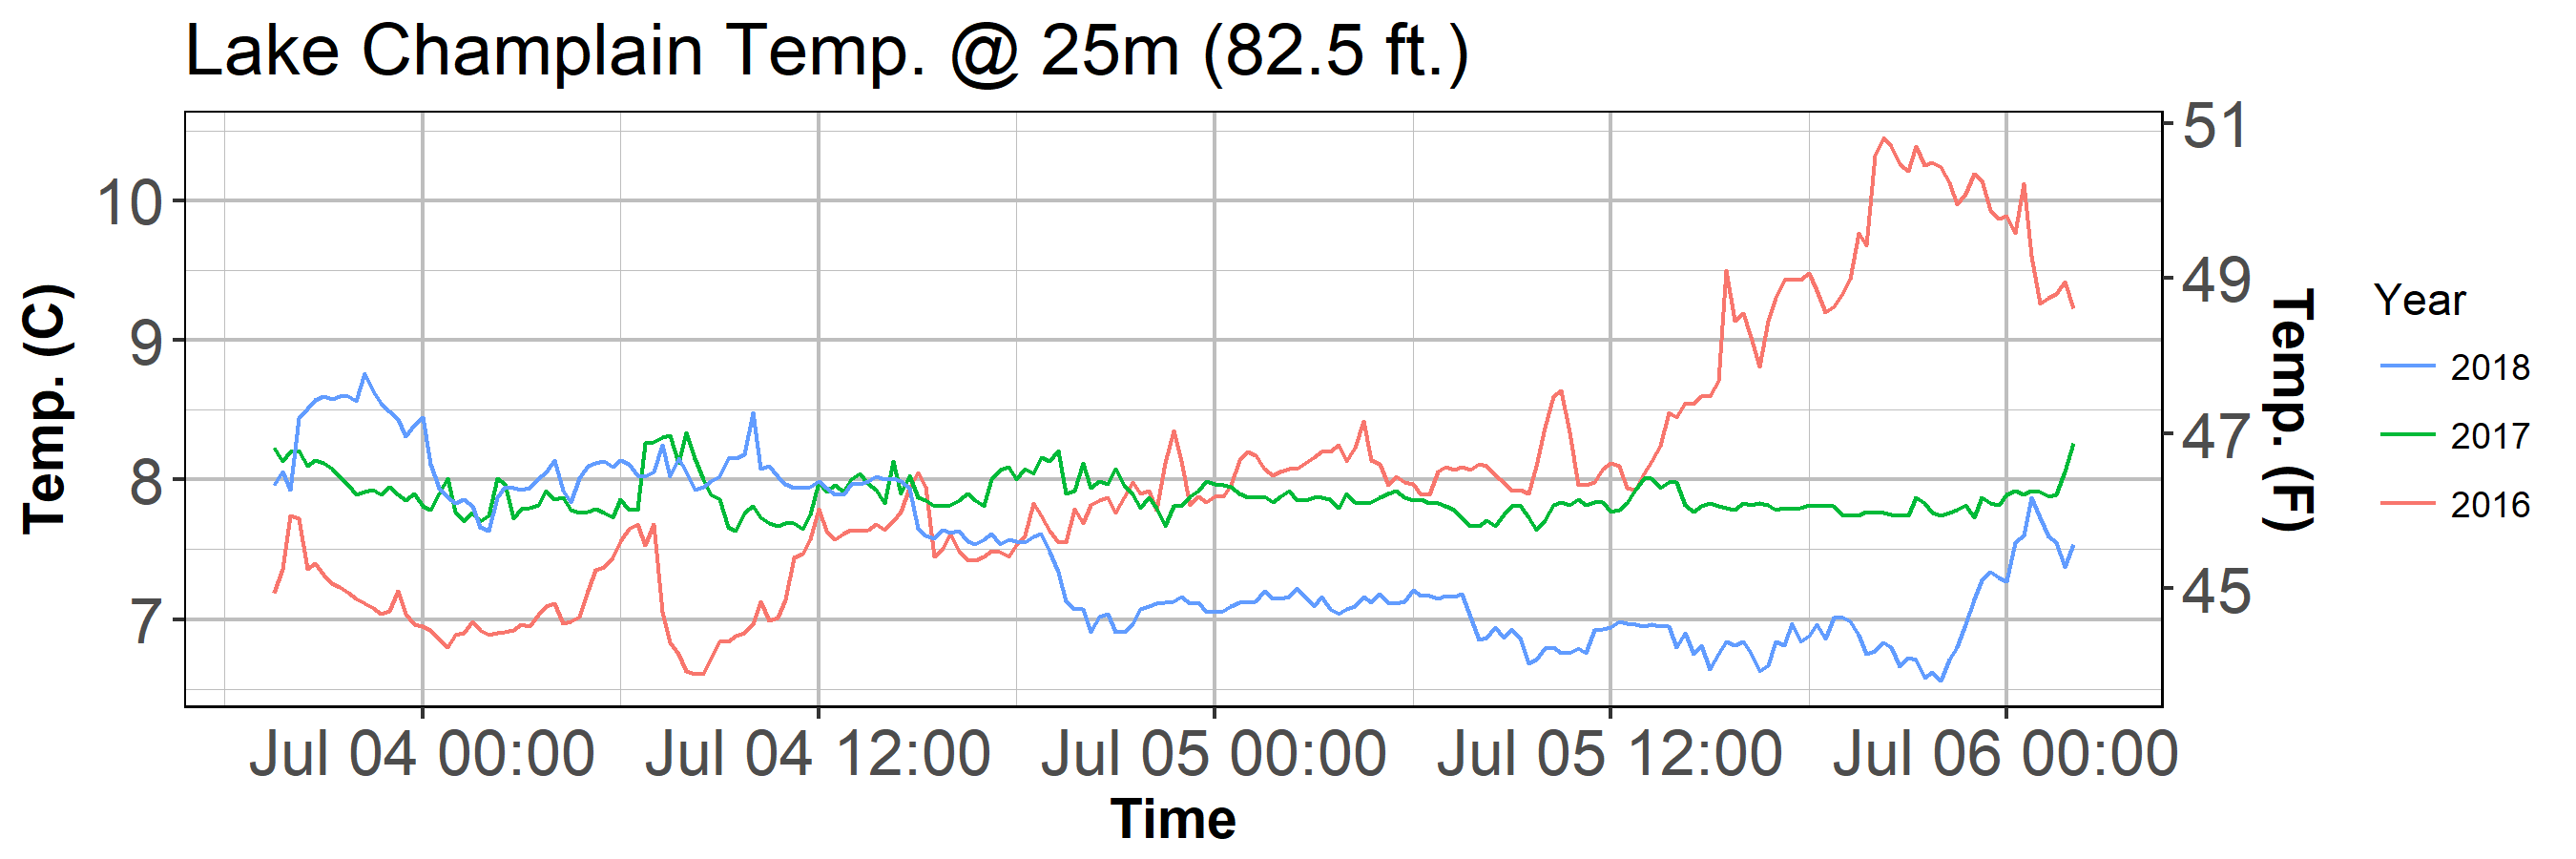 Lake Champlain Temp. @ 25m (82.5 ft.)
Temp. (C)
10
9
8
7
51
49
47
45
Temp. (F)
Year
2018
2017
2016
Jul 04 00:00 Jul 04 12:00 Jul 05 00:00 Jul 05 12:00 Jul 06 00:00
Time